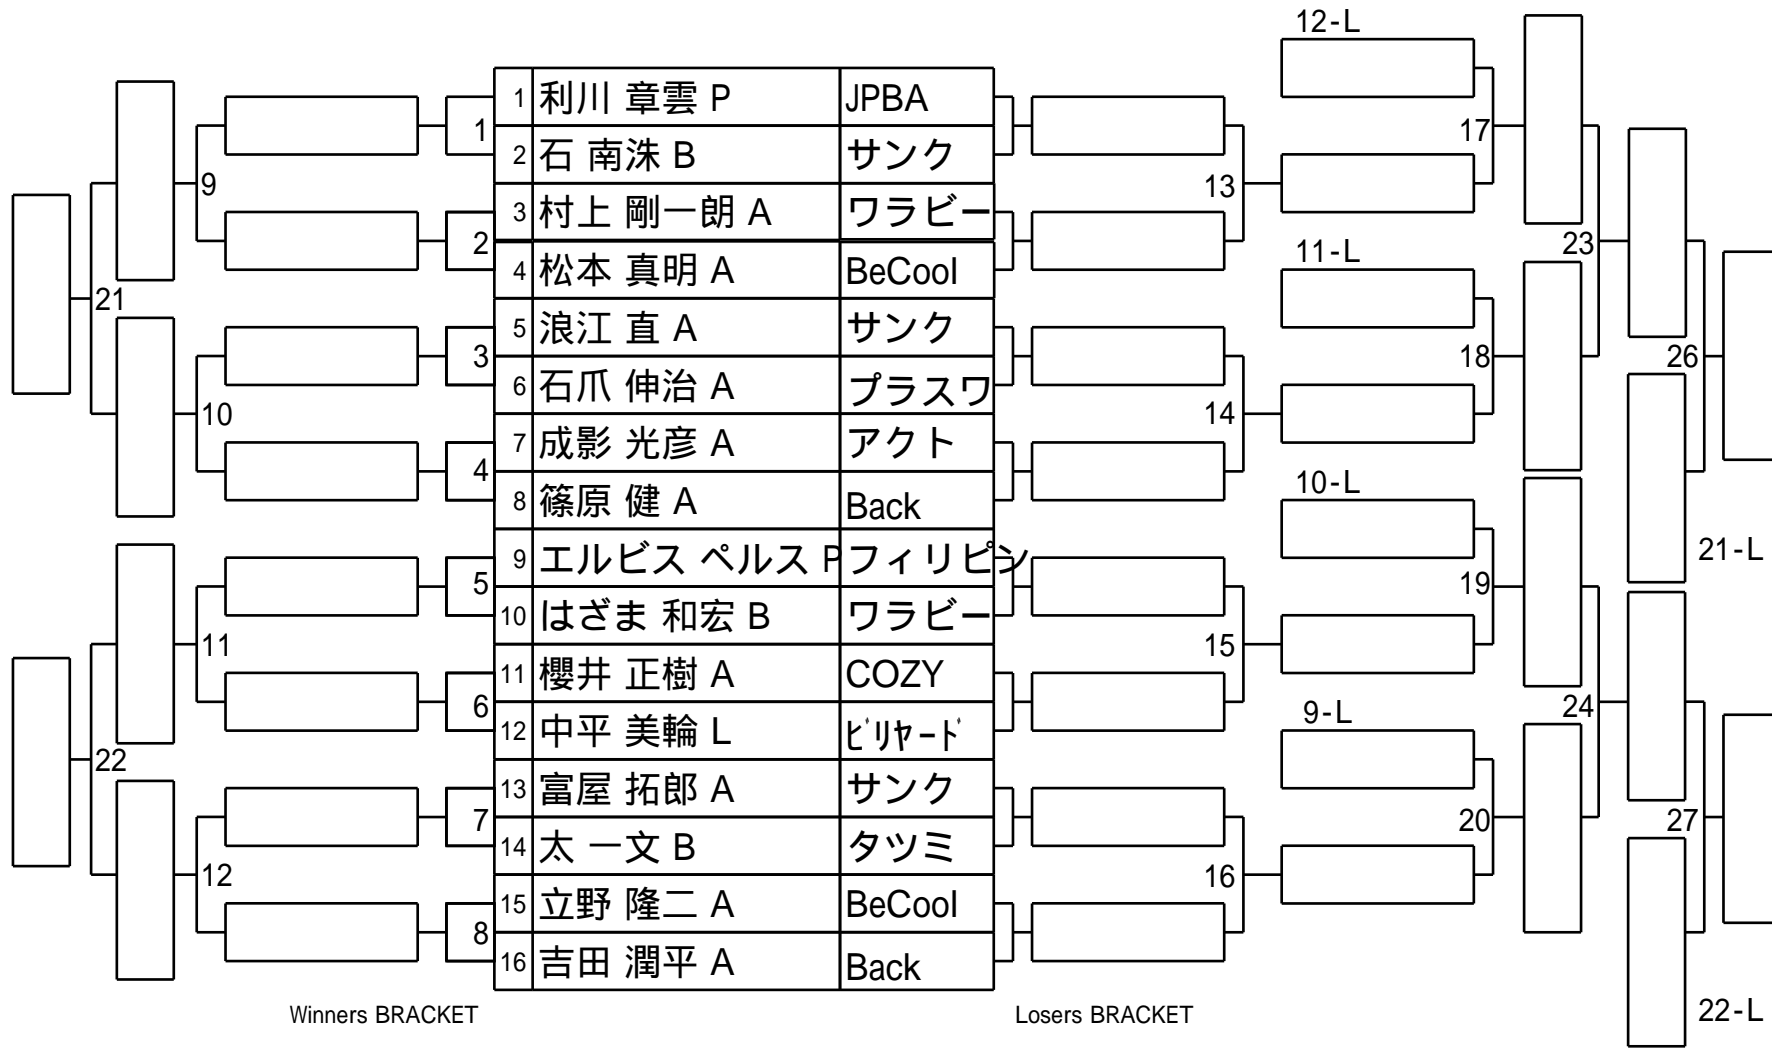 12-L
1 利川 章雲 P JPBA
1
17
2 石 南洙 B サンク
9
13
3 村上 剛一朗 A ワラビー
2
23
11-L
4 松本 真明 A BeCool
21
5 浪江 直 A サンク
3
18
26
6 石爪 伸治 A プラスワ
10
14
7 成影 光彦 A アクト
4
10-L
8 篠原 健 A Back
21-L
9 エルビス ペルス P フィリピン
5
19
10 はざま 和宏 B ワラビー
11
15
11 櫻井 正樹 A COZY
6
24
9-L
12 中平 美輪 L ビリヤード
22
13 富屋 拓郎 A サンク
7
20
27
14 太 一文 B タツミ
12
16
15 立野 隆二 A BeCool
8
16 吉田 潤平 A Back
22-L
Winners BRACKET
Losers BRACKET